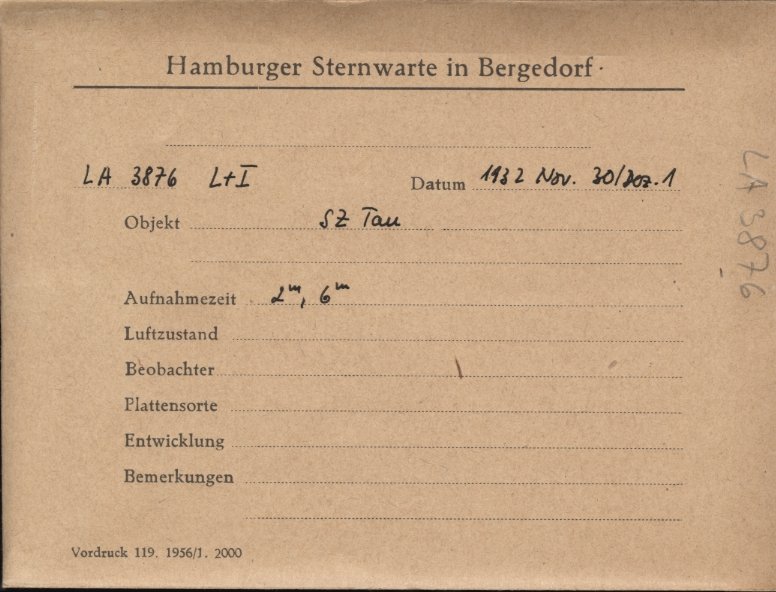 Hamburger Sternwarte in Bergedorf
LA 3876 L+I Datum 1932 Nov. 30/Dez. 1
Objekt SZ Tau
Aufnahmezeit 2m, 6m
Luftzustand
Beobachter
Plattensorte
Entwicklung
Bemerkungen
Vordruck 119. 1956/1. 2000
LA 3876